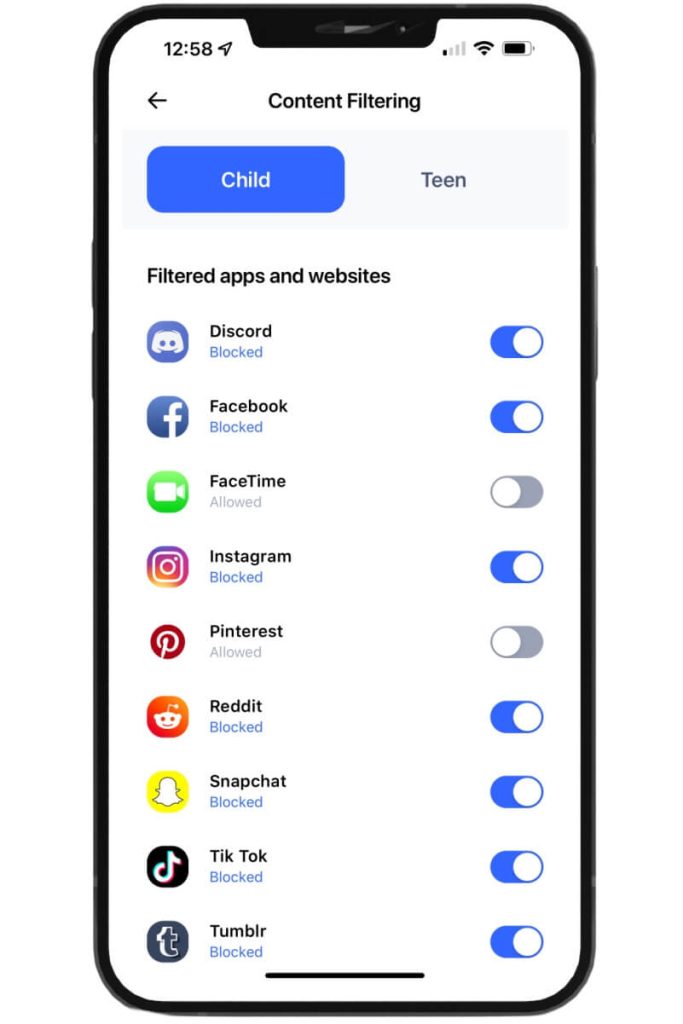 12:58
Content Filtering
Child Teen
Filtered apps and websites
Discord
Blocked
Facebook
Blocked
FaceTime
Allowed
Instagram
Blocked
Pinterest
Allowed
Reddit
Blocked
Snapchat
Blocked
Tik Tok
Blocked
Tumblr
Blocked